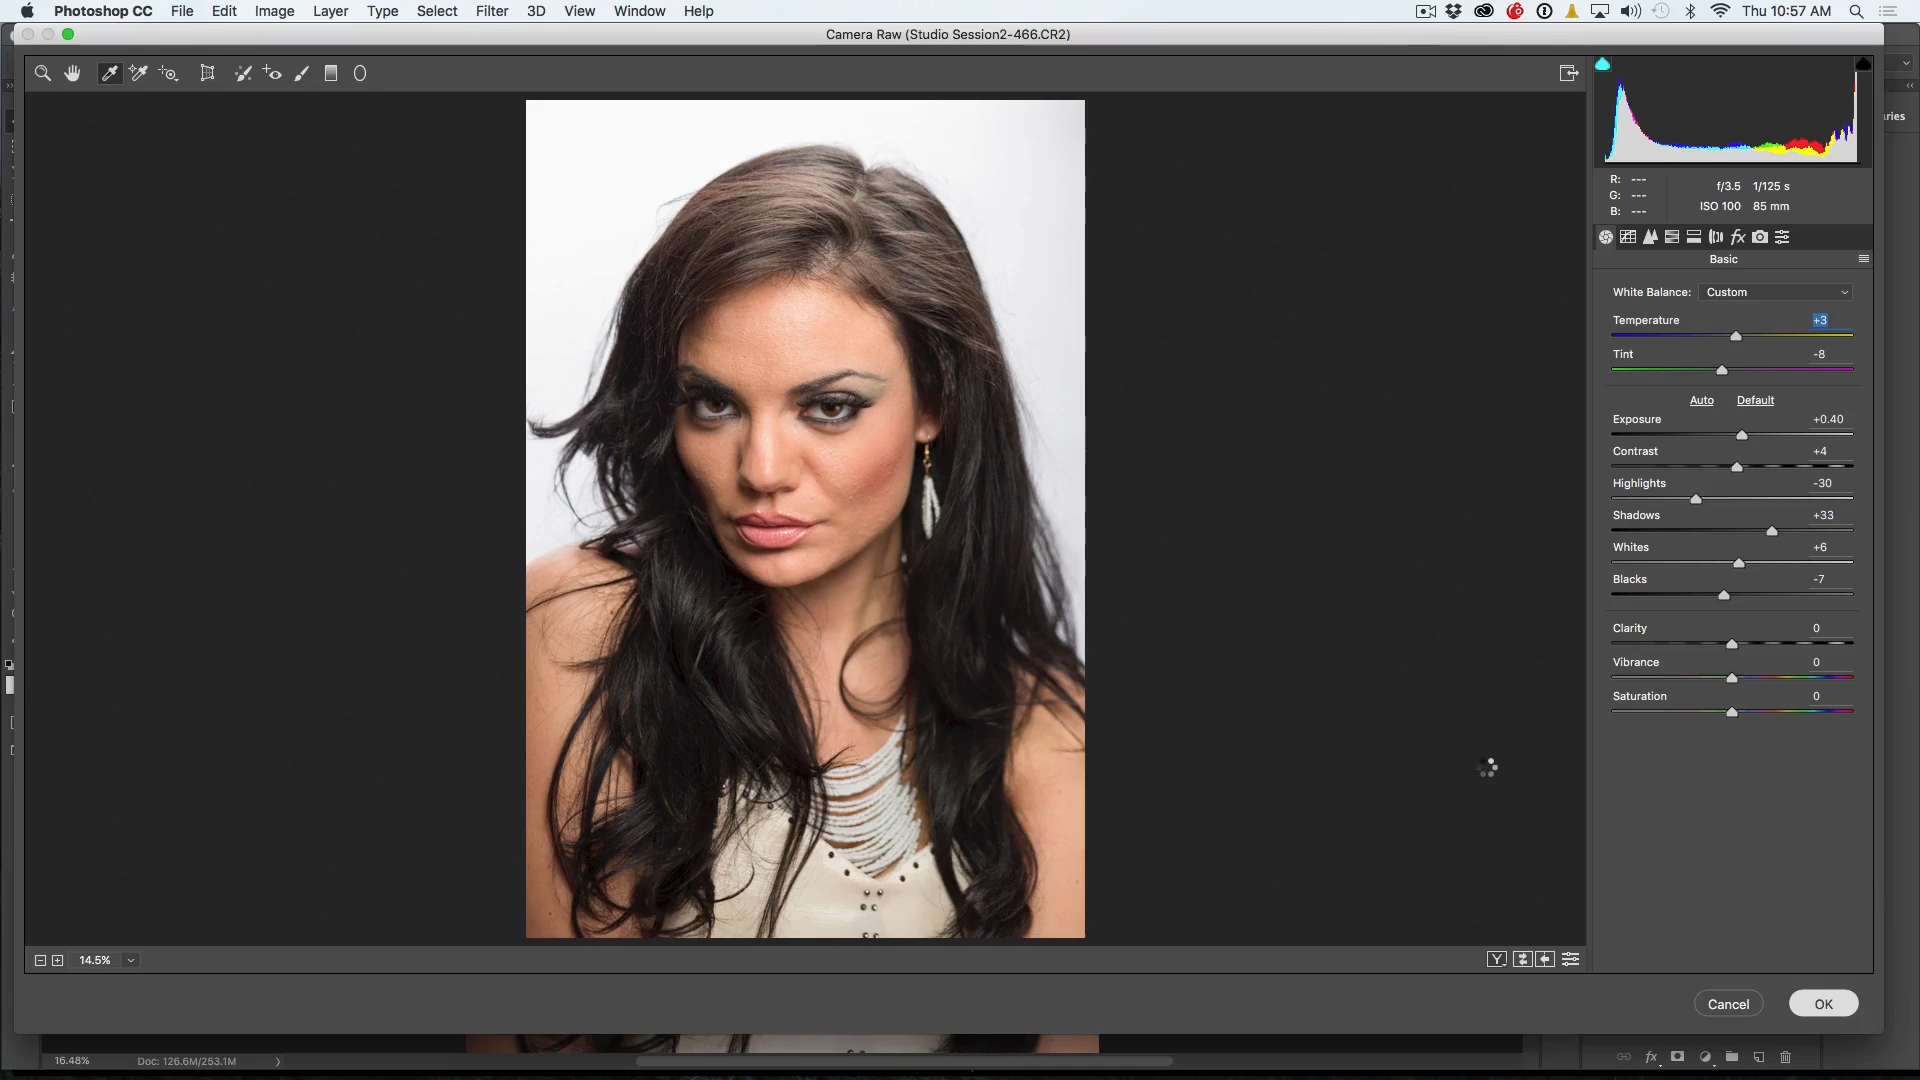 Photoshop CC File Edit Image Layer Type Select Filter 3D View Window Help Thu 10:57 AM
Camera Raw (Studio Session2-466.CR2)
R: ---
G: ---
B: ---
f/3.5 1/125 s
ISO 100 85 mm
fx
Basic
White Balance: Custom
Temperature +3
Tint -8
Auto Default
Exposure +0.40
Contrast +4
Highlights -30
Shadows +33
Whites +6
Blacks -7
Clarity 0
Vibrance 0
Saturation 0
14.5%
Y
Cancel OK
16.48% Doc: 126.6M/253.1M
fx